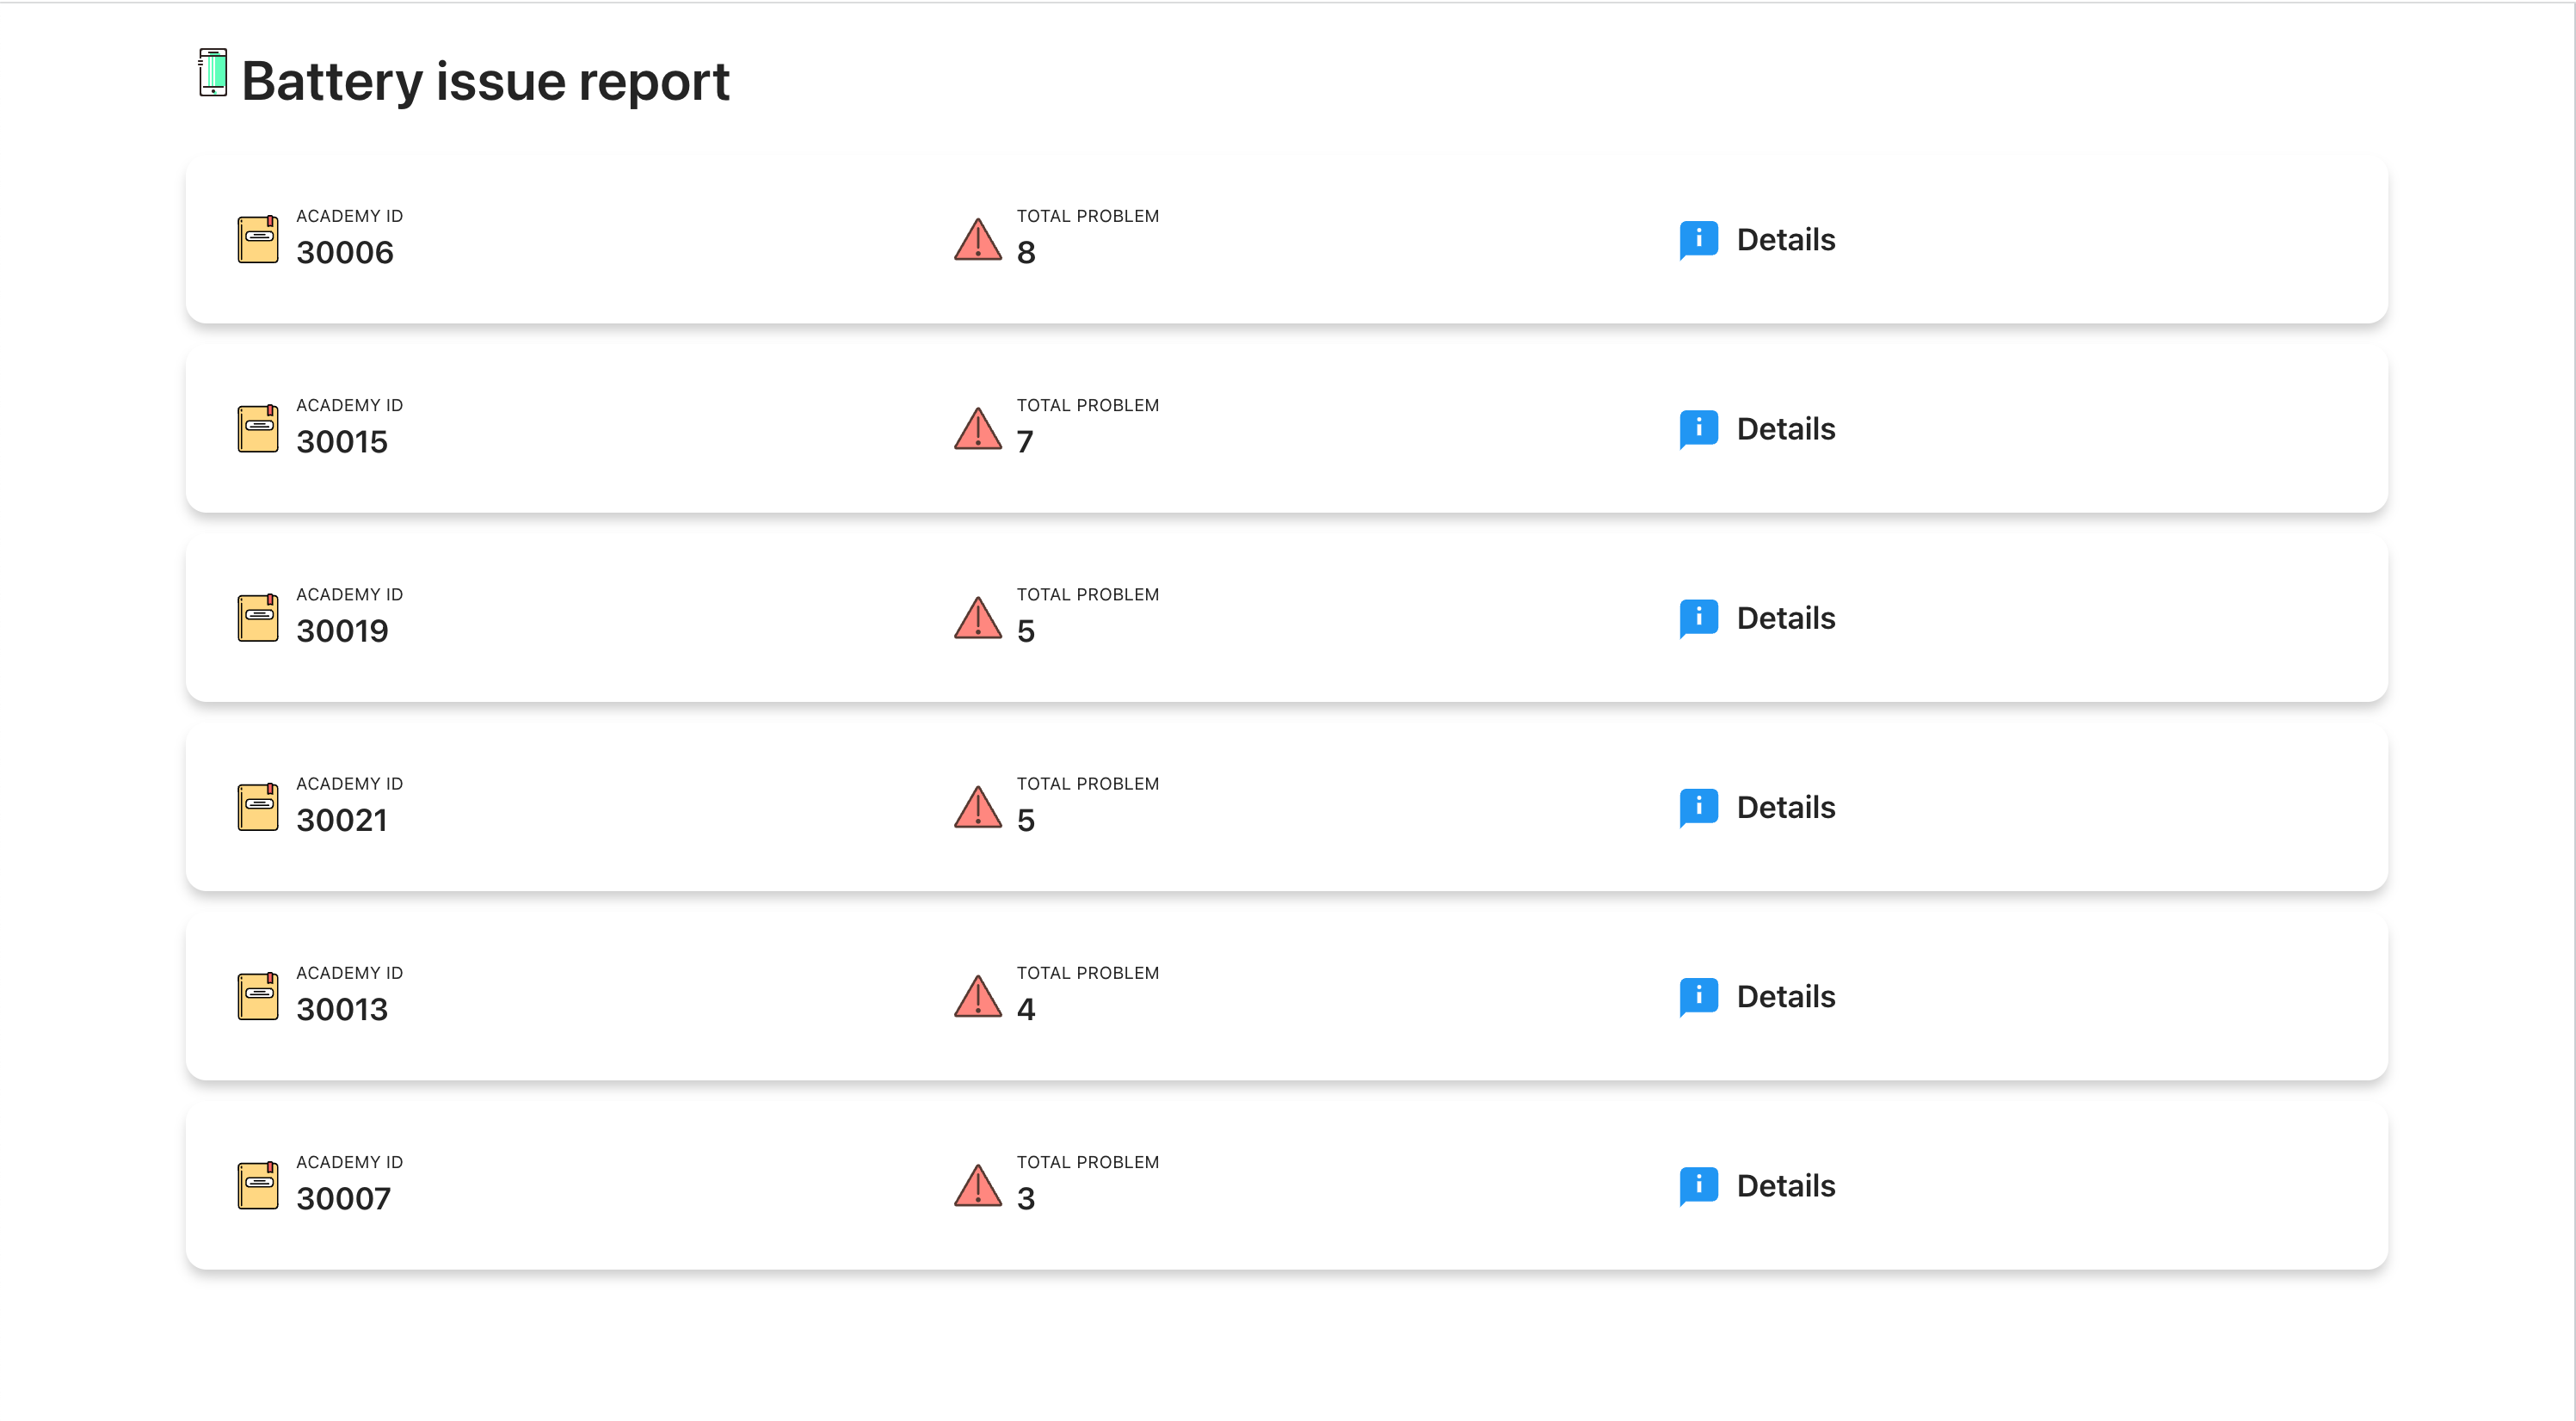 Battery issue report
ACADEMY ID
30006
TOTAL PROBLEM
8
Details
ACADEMY ID
30015
TOTAL PROBLEM
7
Details
ACADEMY ID
30019
TOTAL PROBLEM
5
Details
ACADEMY ID
30021
TOTAL PROBLEM
5
Details
ACADEMY ID
30013
TOTAL PROBLEM
4
Details
ACADEMY ID
30007
TOTAL PROBLEM
3
Details